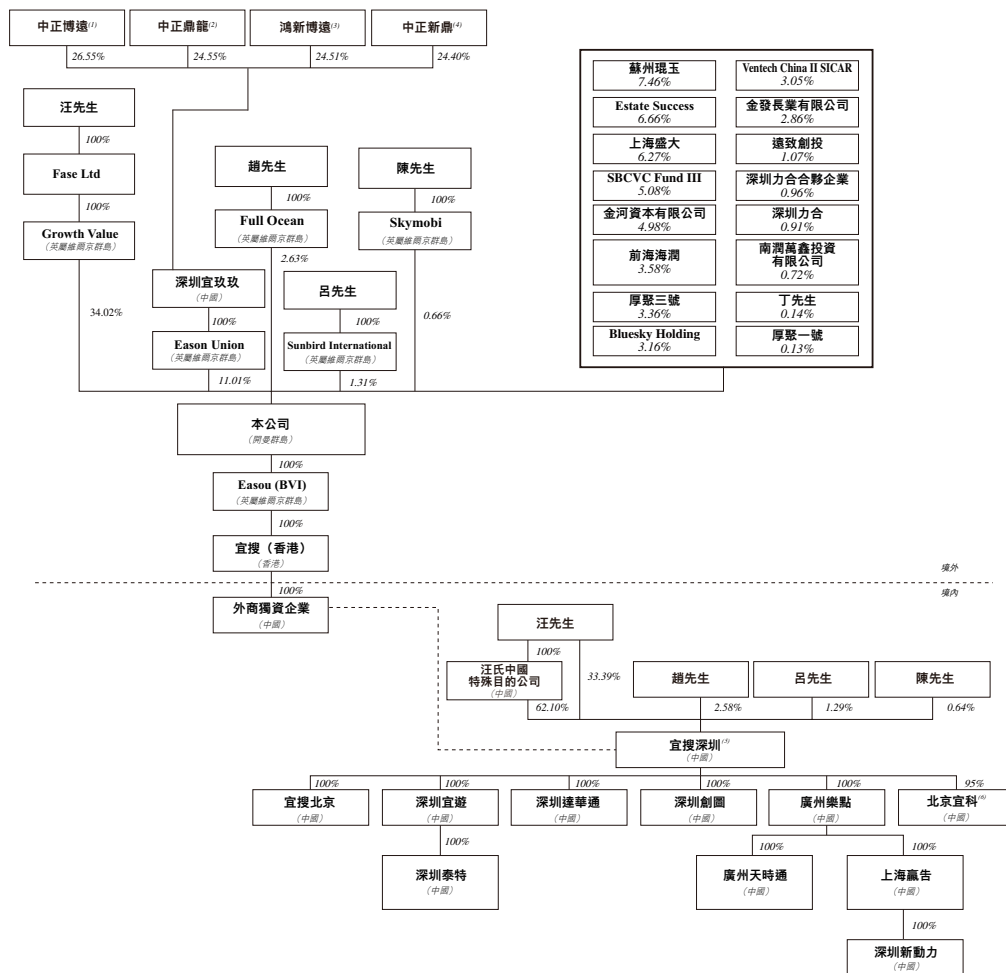 中正博遠(1)
中正鼎龍(2)
鴻新博遠(3)
中正新鼎(4)
26.55%
24.55%
24.51%
24.40%
汪先生
100%
Fase Ltd
100%
Growth Value
(英屬維爾京群島)
34.02%
深圳宜玖玖
(中國)
100%
Eason Union
(英屬維爾京群島)
11.01%
趙先生
100%
Full Ocean
(英屬維爾京群島)
2.63%
呂先生
100%
Sunbird International
(英屬維爾京群島)
1.31%
陳先生
100%
Skymobi
(英屬維爾京群島)
0.66%
蘇州琨玉
7.46%
Estate Success
6.66%
上海盛大
6.27%
SBCVC Fund III
5.08%
金河資本有限公司
4.98%
前海海潤
3.58%
厚聚三號
3.36%
Bluesky Holding
3.16%
Ventech China II SICAR
3.05%
金發長業有限公司
2.86%
遠致創投
1.07%
深圳力合合夥企業
0.96%
深圳力合
0.91%
南潤萬鑫投資
有限公司
0.72%
丁先生
0.14%
厚聚一號
0.13%
本公司
(開曼群島)
100%
Easou (BVI)
(英屬維爾京群島)
100%
宜搜（香港）
(香港)
境外
100%
境內
外商獨資企業
(中國)
汪先生
100%
33.39%
汪氏中國
特殊目的公司
(中國)
62.10%
趙先生
2.58%
呂先生
1.29%
陳先生
0.64%
宜搜深圳(5)
(中國)
100%
100%
100%
100%
100%
95%
宜搜北京
(中國)
深圳宜遊
(中國)
深圳達華通
(中國)
深圳創圖
(中國)
廣州樂點
(中國)
北京宜科(6)
(中國)
100%
100%
100%
深圳泰特
(中國)
廣州天時通
(中國)
上海贏告
(中國)
100%
深圳新動力
(中國)